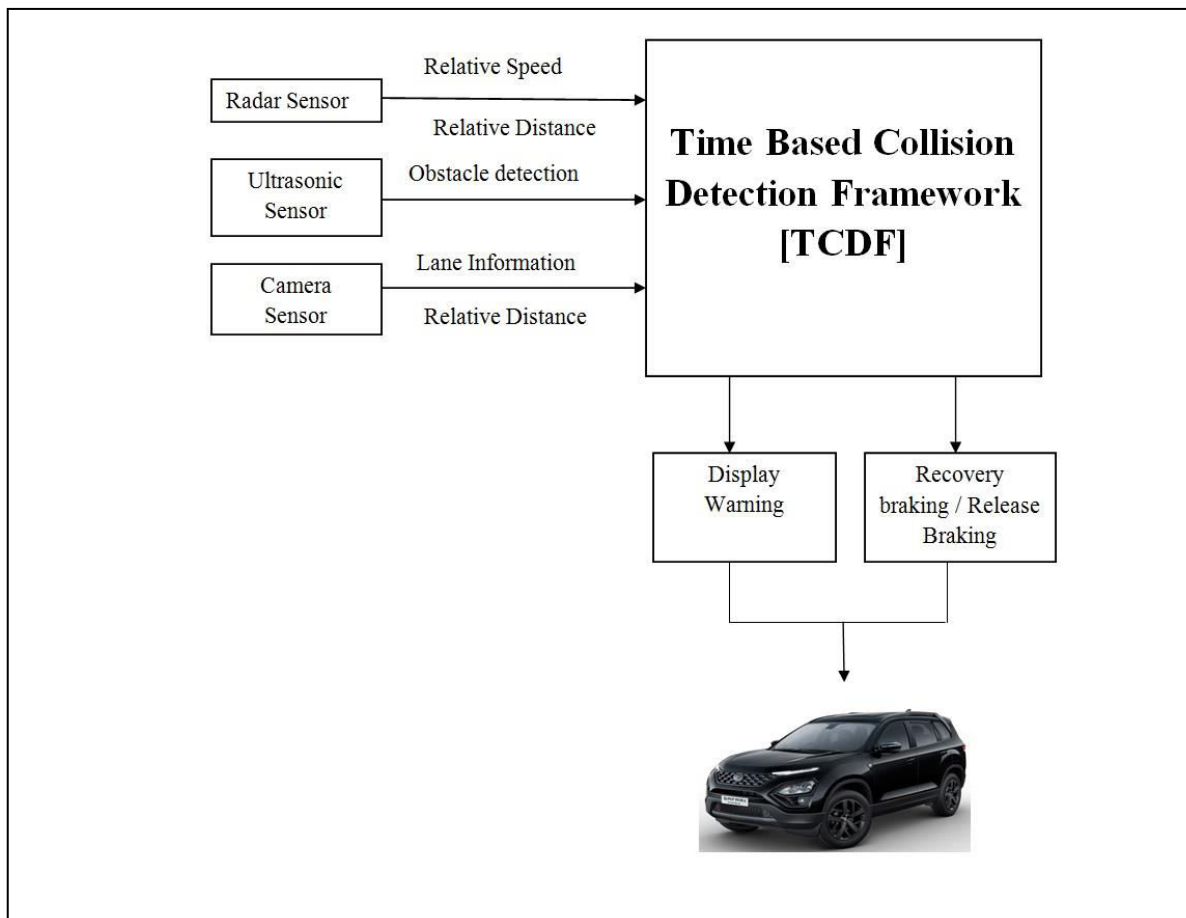 Relative Speed
Radar Sensor
Relative Distance
Time Based Collision
Detection Framework
[TCDF]
Ultrasonic
Sensor
Obstacle detection
Camera
Sensor
Lane Information
Relative Distance
Display
Warning
Recovery
braking / Release
Braking